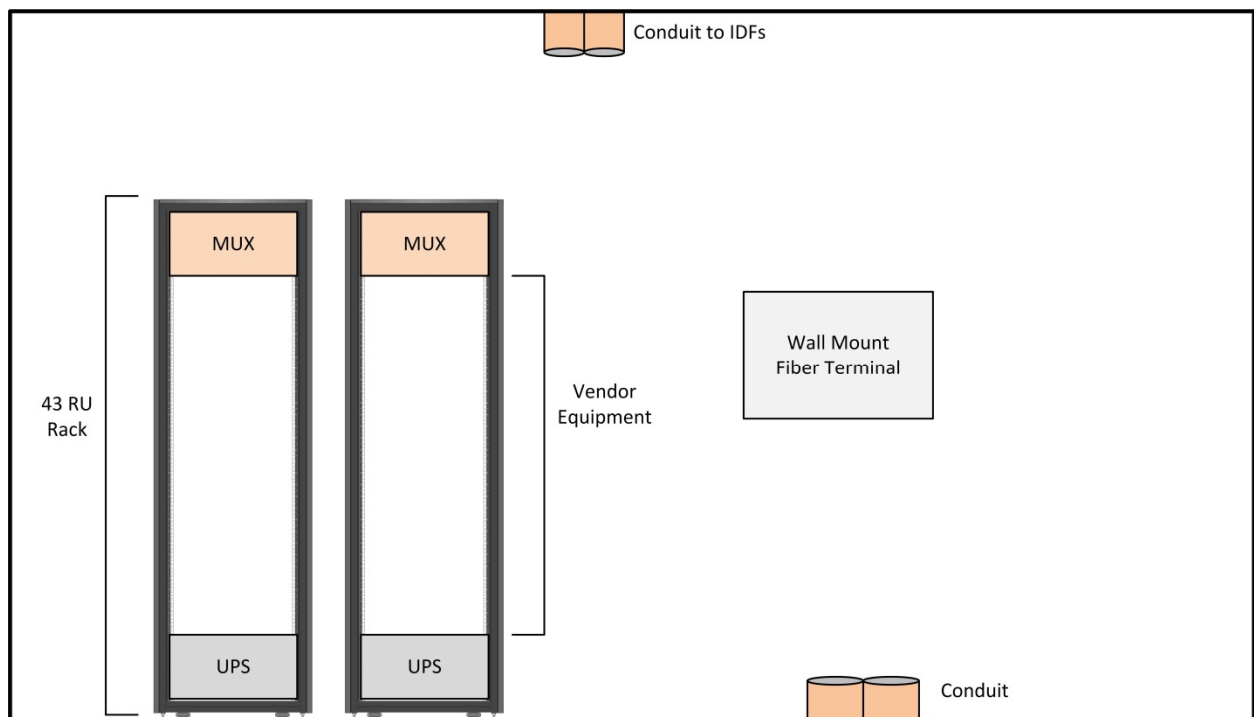 Conduit to IDFs
MUX
MUX
Wall Mount
Fiber Terminal
43 RU
Rack
Vendor
Equipment
UPS
UPS
Conduit